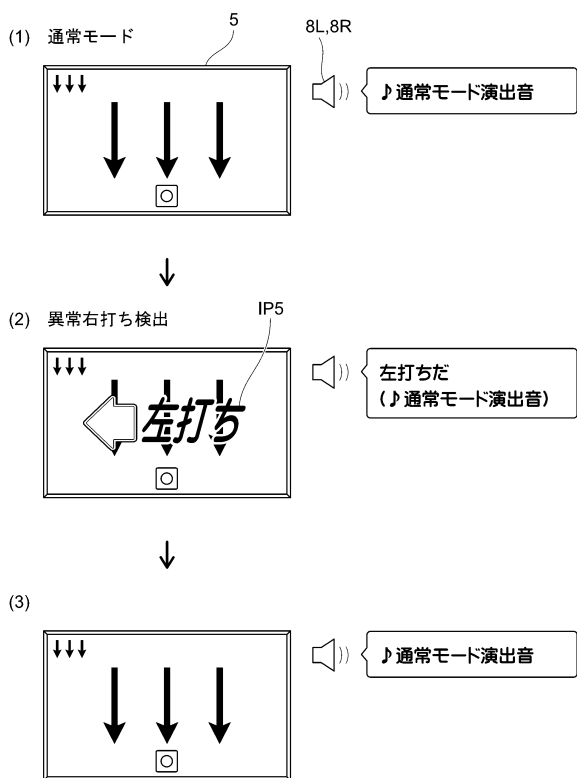 5
(1) 通常モード
8L,8R
♪通常モード演出音
(2) 異常右打ち検出
IP5
左打ち
左打ちだ
(♪通常モード演出音)
(3)
♪通常モード演出音